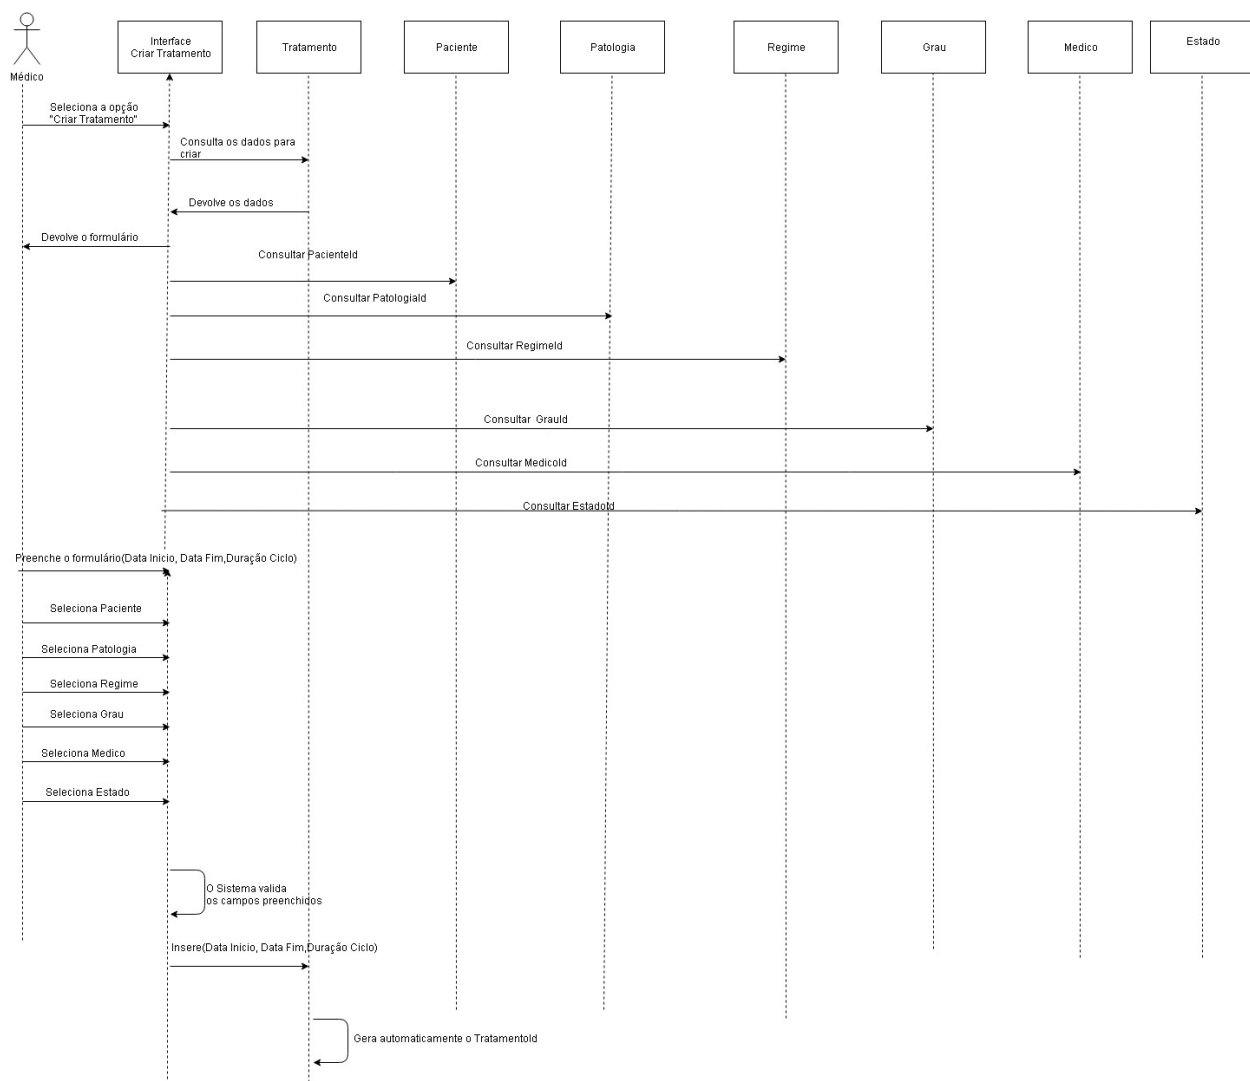 Médico
Interface
Criar Tratamento
Tratamento
Paciente
Patologia
Regime
Grau
Medico
Estado
Seleciona a opção
"Criar Tratamento"
Consulta os dados para
criar
Devolve os dados
Devolve o formulário
Consultar PacienteId
Consultar PatologiaId
Consultar RegimeId
Consultar GrauId
Consultar MedicoId
Consultar EstadoId
Preenche o formulário(Data Inicio, Data Fim,Duração Ciclo)
Seleciona Paciente
Seleciona Patologia
Seleciona Regime
Seleciona Grau
Seleciona Medico
Seleciona Estado
O Sistema valida
os campos preenchidos
Insere(Data Inicio, Data Fim,Duração Ciclo)
Gera automaticamente o TratamentoId